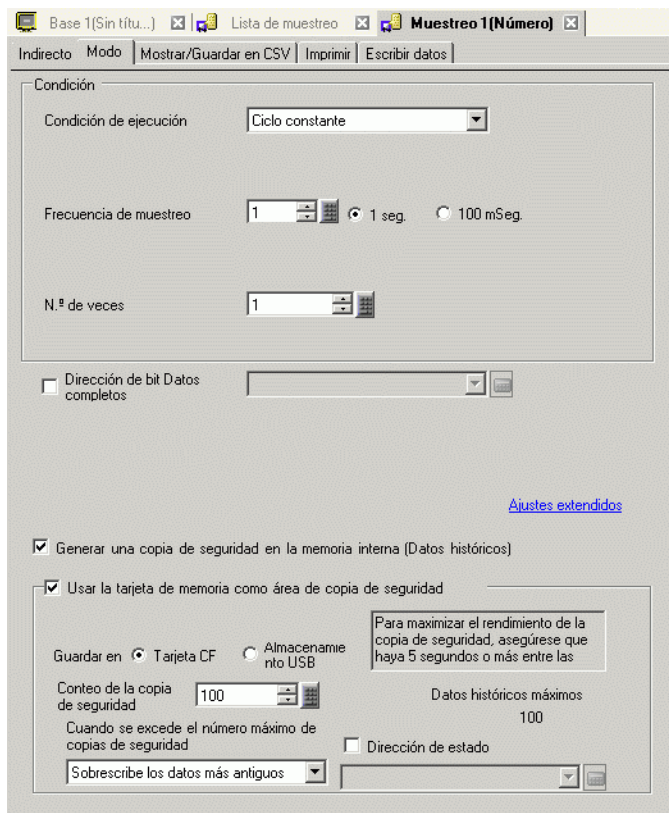 Base 1(Sin títu...) Lista de muestreo Muestreo 1(Número)
Indirecto Modo Mostrar/Guardar en CSV Imprimir Escribir datos
Condición
Condición de ejecución Ciclo constante
Frecuencia de muestreo 1 1 seg. 100 mSeg.
N.º de veces 1
Dirección de bit Datos
completos
Ajustes extendidos
Generar una copia de seguridad en la memoria interna (Datos históricos)
Usar la tarjeta de memoria como área de copia de seguridad
Guardar en Tarjeta CF Almacenamie
nto USB
Para maximizar el rendimiento de la
copia de seguridad, asegúrese que
haya 5 segundos o más entre las
Conteo de la copia
de seguridad 100
Datos históricos máximos
100
Cuando se excede el número máximo de
copias de seguridad
Dirección de estado
Sobrescribe los datos más antiguos